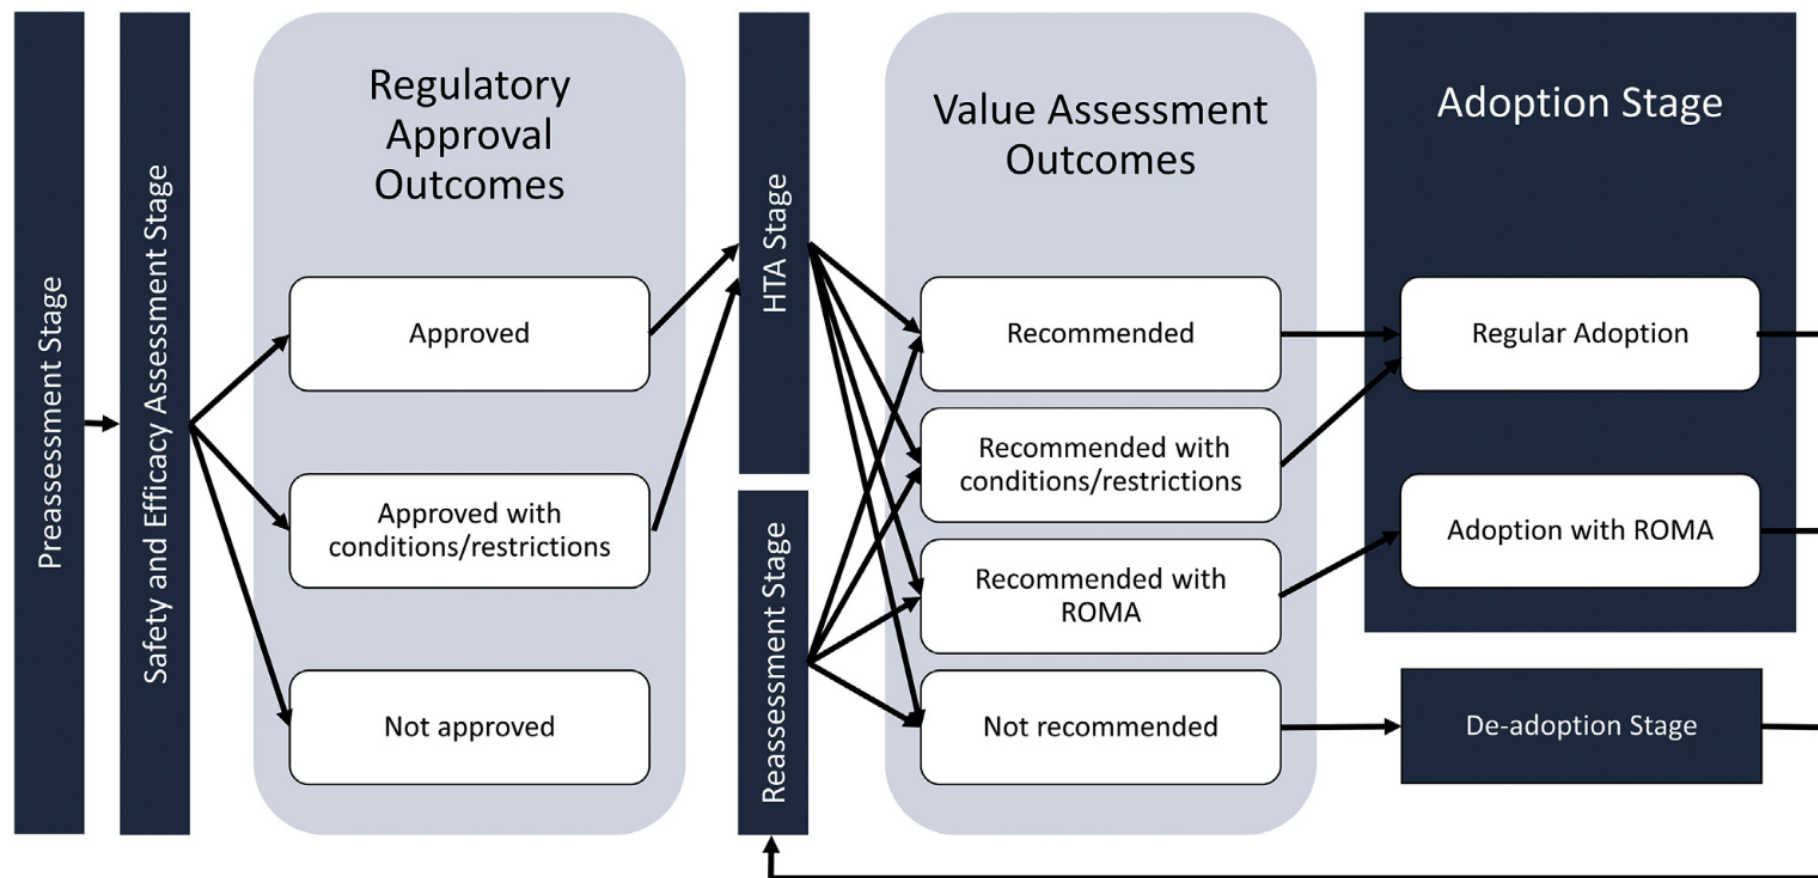 Preassessment Stage
Safety and Efficacy Assessment Stage
Regulatory
Approval
Outcomes
Approved
Approved with
conditions/restrictions
Not approved
HTA Stage
Reassessment Stage
Value Assessment
Outcomes
Recommended
Recommended with
conditions/restrictions
Recommended with
ROMA
Not recommended
Adoption Stage
Regular Adoption
Adoption with ROMA
De-adoption Stage